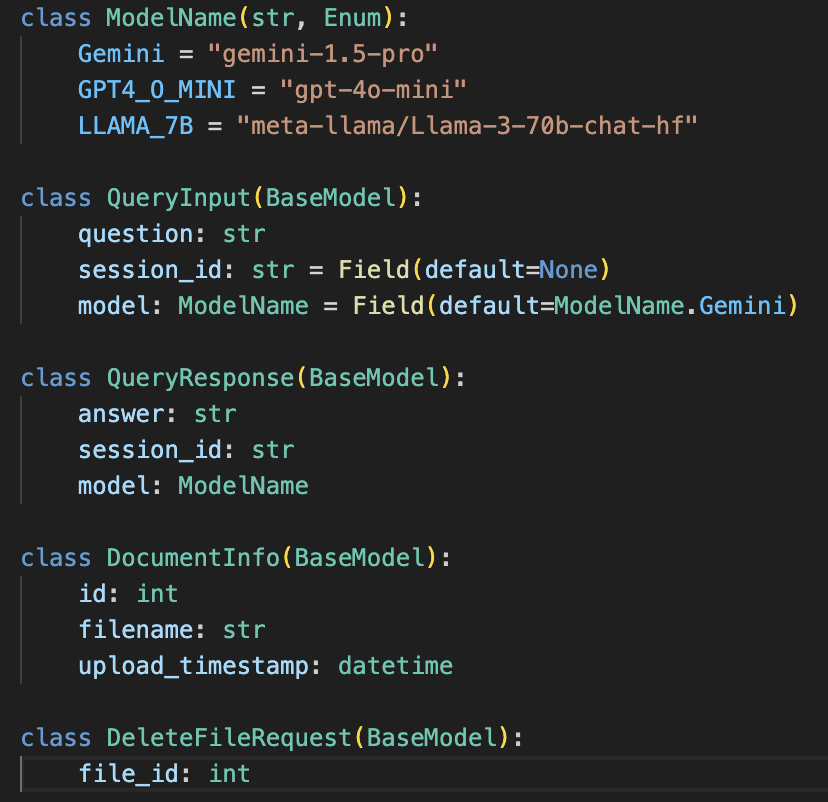 class ModelName(str, Enum):
    Gemini = "gemini-1.5-pro"
    GPT4_O_MINI = "gpt-4o-mini"
    LLAMA_7B = "meta-llama/Llama-3-70b-chat-hf"
class QueryInput(BaseModel):
    question: str
    session_id: str = Field(default=None)
    model: ModelName = Field(default=ModelName.Gemini)
class QueryResponse(BaseModel):
    answer: str
    session_id: str
    model: ModelName
class DocumentInfo(BaseModel):
    id: int
    filename: str
    upload_timestamp: datetime
class DeleteFileRequest(BaseModel):
    file_id: int